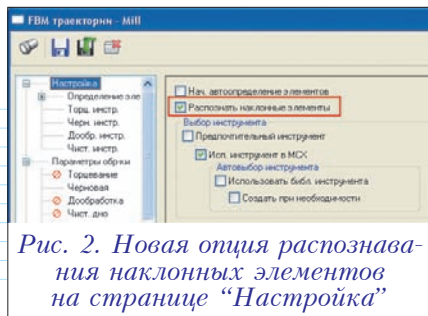 FBM траектории - Mill
Настройка
Определение эле
Торц. инстр.
Черн. инстр.
Дообр. инстр.
Чист. инстр.
Параметры обр-ки
Торцевание
Черновая
Дообработка
Чист. дно
Нач. автоопределение элементов
Распознать наклонные элементы
Выбор инструмента
Предпочтительный инструмент
Исп. инструмент в MCX
Автовыбор инструмента
Использовать библ. инструмента
Создать при необходимости
Рис. 2. Новая опция распознава-
ния наклонных элементов
на странице “Настройка”